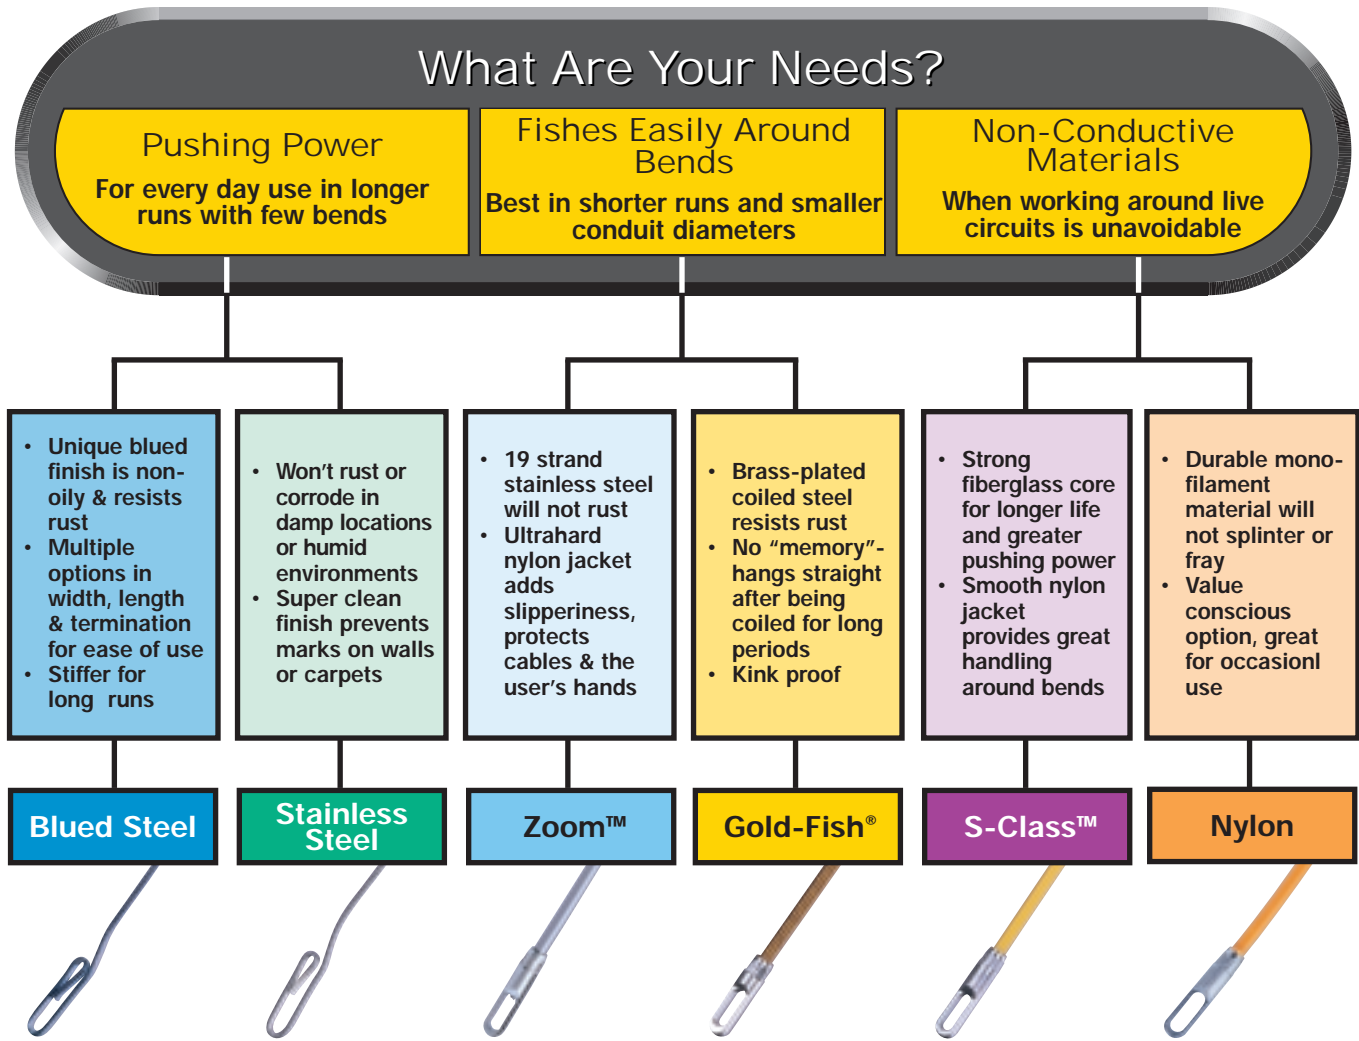 What Are Your Needs?
Pushing Power
For every day use in longer
runs with few bends
Fishes Easily Around
Bends
Best in shorter runs and smaller
conduit diameters
Non-Conductive
Materials
When working around live
circuits is unavoidable
• Unique blued
finish is non-
oily & resists
rust
• Multiple
options in
width, length
& termination
for ease of use
• Stiffer for
long runs
• Won't rust or
corrode in
damp locations
or humid
environments
• Super clean
finish prevents
marks on walls
or carpets
• 19 strand
stainless steel
will not rust
• Ultrahard
nylon jacket
adds
slipperiness,
protects
cables & the
user's hands
• Brass-plated
coiled steel
resists rust
• No “memory”-
hangs straight
after being
coiled for long
periods
• Kink proof
• Strong
fiberglass core
for longer life
and greater
pushing power
• Smooth nylon
jacket
provides great
handling
around bends
• Durable mono-
filament
material will
not splinter or
fray
• Value
conscious
option, great
for occasionl
use
Blued Steel
Stainless
Steel
Zoom™
Gold-Fish®
S-Class™
Nylon